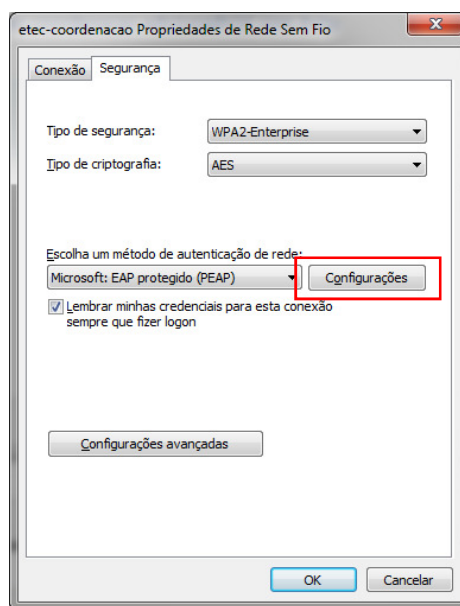 etec-coordenacao Propriedades de Rede Sem Fio
Conexão Segurança
Tipo de segurança: WPA2-Enterprise
Tipo de criptografia: AES
Escolha um método de autenticação de rede:
Microsoft: EAP protegido (PEAP) Configurações
Lembrar minhas credenciais para esta conexão
sempre que fizer logon
Configurações avançadas
OK Cancelar